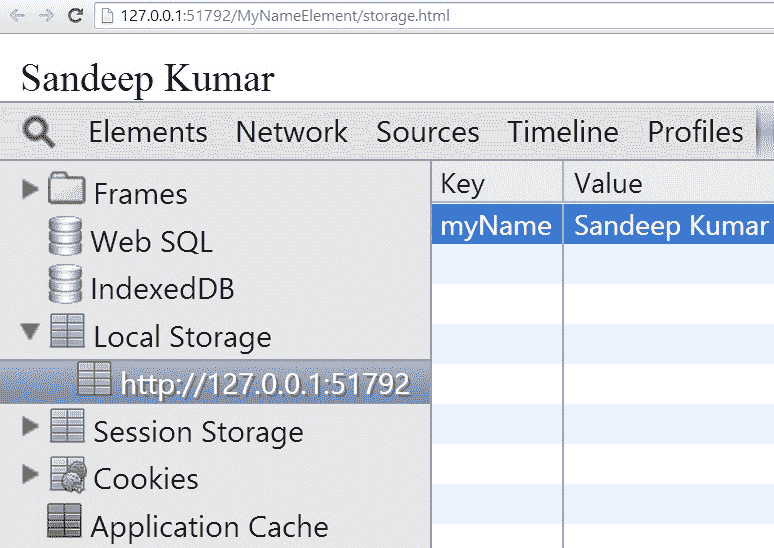 127.0.0.1:51792/MyNameElement/storage.html
Sandeep Kumar
Elements Network Sources Timeline Profiles
Frames
Web SQL
IndexedDB
Local Storage
http://127.0.0.1:51792
Session Storage
Cookies
Application Cache
Key Value
myName Sandeep Kumar